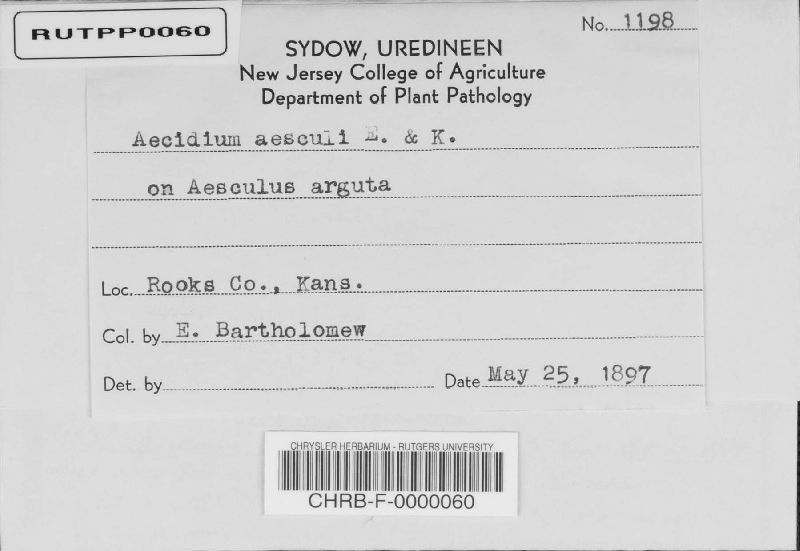 RUTPP0060
No. 1198
SYDOW, UREDINEEN
New Jersey College of Agriculture
Department of Plant Pathology
Aecidium aesculi E. & K.
on Aesculus arguta
Loc. Rooks Co., Kans.
Col. by E. Bartholomew
Det. by
Date May 25, 1897
CHRYSLER HERBARIUM - RUTGERS UNIVERSITY
CHRB-F-0000060